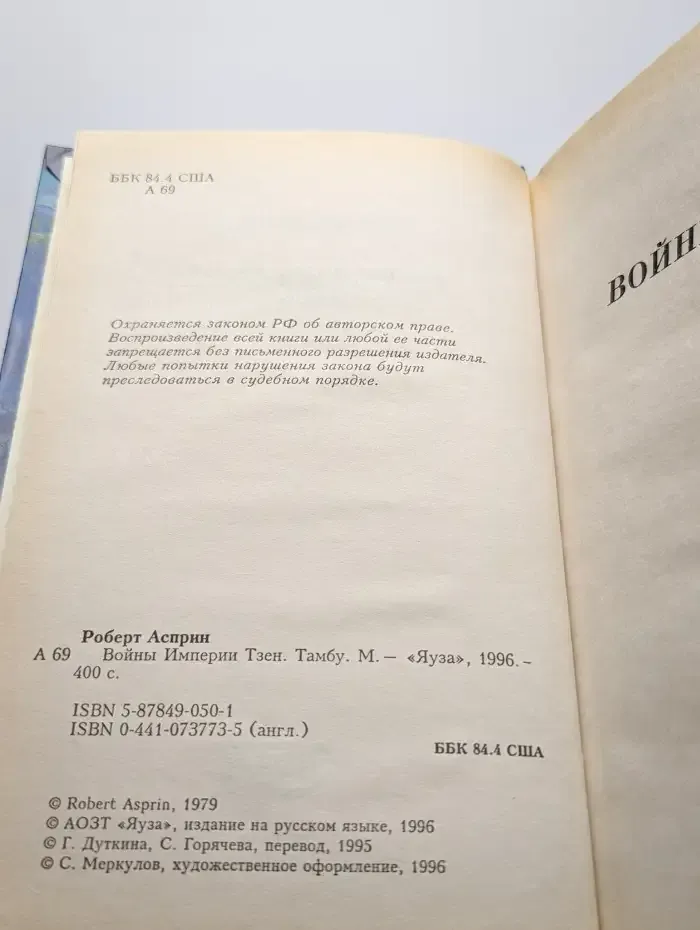 ББК 84.4 США
А 69
Охраняется законом РФ об авторском праве.
Воспроизведение всей книги или любой ее части
запрещается без письменного разрешения издателя.
Любые попытки нарушения закона будут
преследоваться в судебном порядке.
Роберт Асприн
А 69 Войны Империи Тзен. Тамбу. М. — «Яуза», 1996. –
400 с.
ISBN 5-87849-050-1
ISBN 0-441-073773-5 (англ.)
ББК 84.4 США
© Robert Asprin, 1979
© АОЗТ «Яуза», издание на русском языке, 1996
© Г. Дуткина, С. Горячева, перевод, 1995
© С. Меркулов, художественное оформление, 1996
ВОЙН